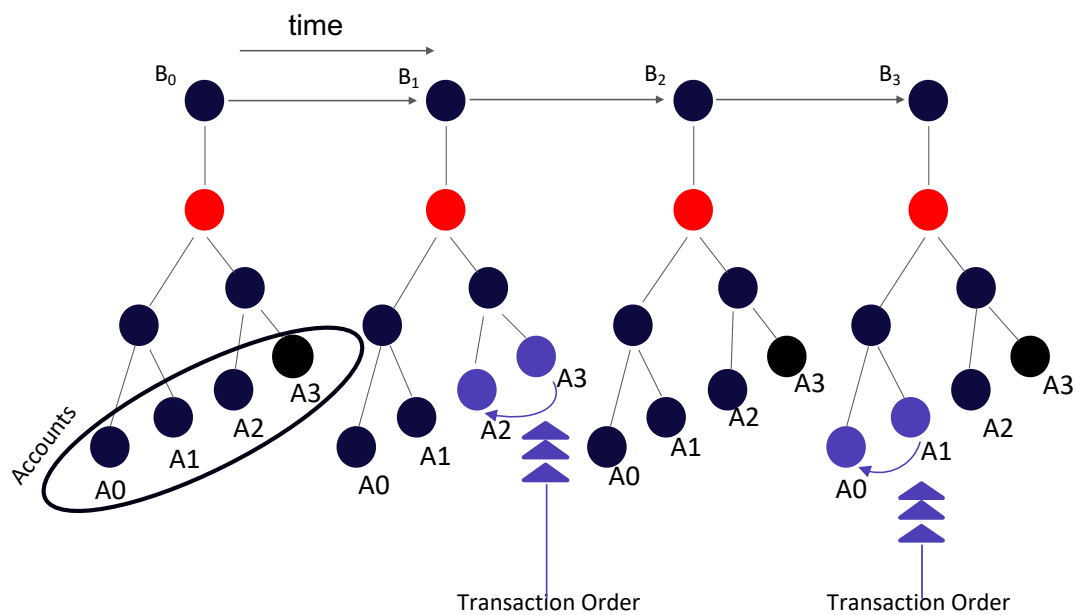 time
B0
B1
B2
B3
Accounts
A0
A1
A2
A3
A0
A1
A2
A3
A0
A1
A2
A3
A0
A1
A2
A3
Transaction Order
Transaction Order